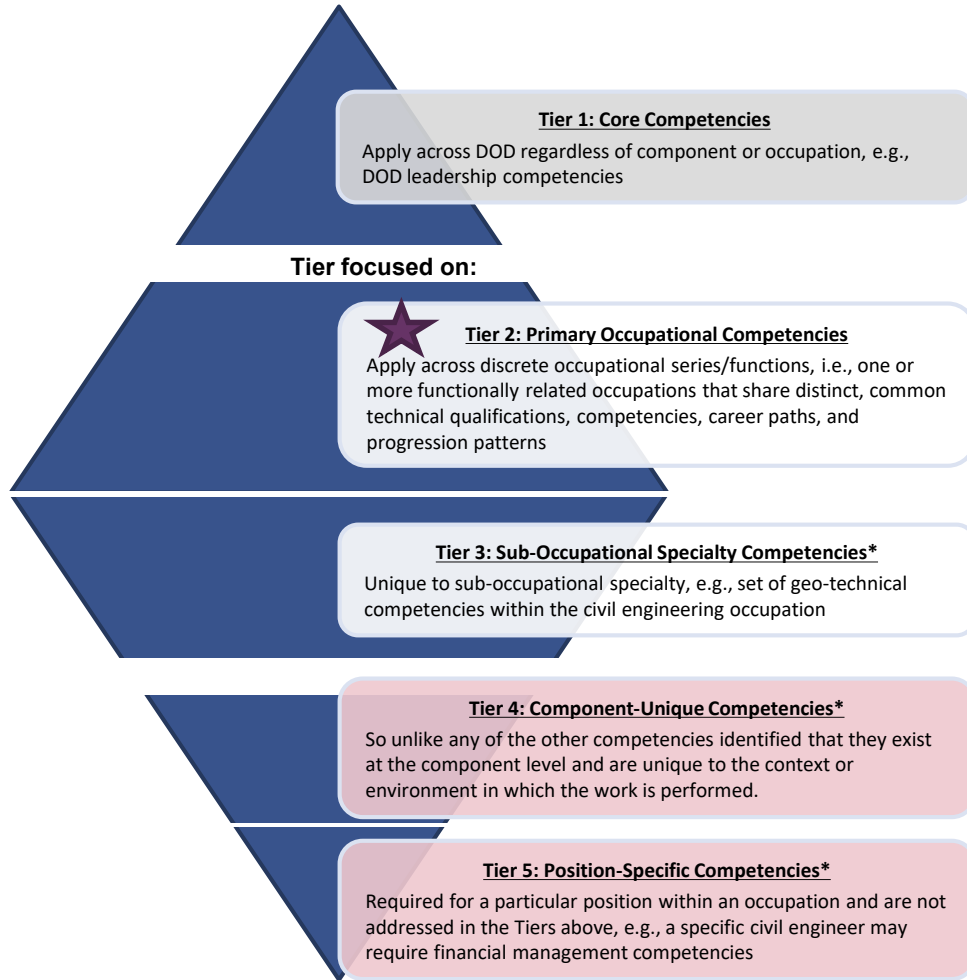 Tier 1: Core Competencies
Apply across DOD regardless of component or occupation, e.g.,
DOD leadership competencies
Tier focused on:
Tier 2: Primary Occupational Competencies
Apply across discrete occupational series/functions, i.e., one or
more functionally related occupations that share distinct, common
technical qualifications, competencies, career paths, and
progression patterns
Tier 3: Sub-Occupational Specialty Competencies*
Unique to sub-occupational specialty, e.g., set of geo-technical
competencies within the civil engineering occupation
Tier 4: Component-Unique Competencies*
So unlike any of the other competencies identified that they exist
at the component level and are unique to the context or
environment in which the work is performed.
Tier 5: Position-Specific Competencies*
Required for a particular position within an occupation and are not
addressed in the Tiers above, e.g., a specific civil engineer may
require financial management competencies